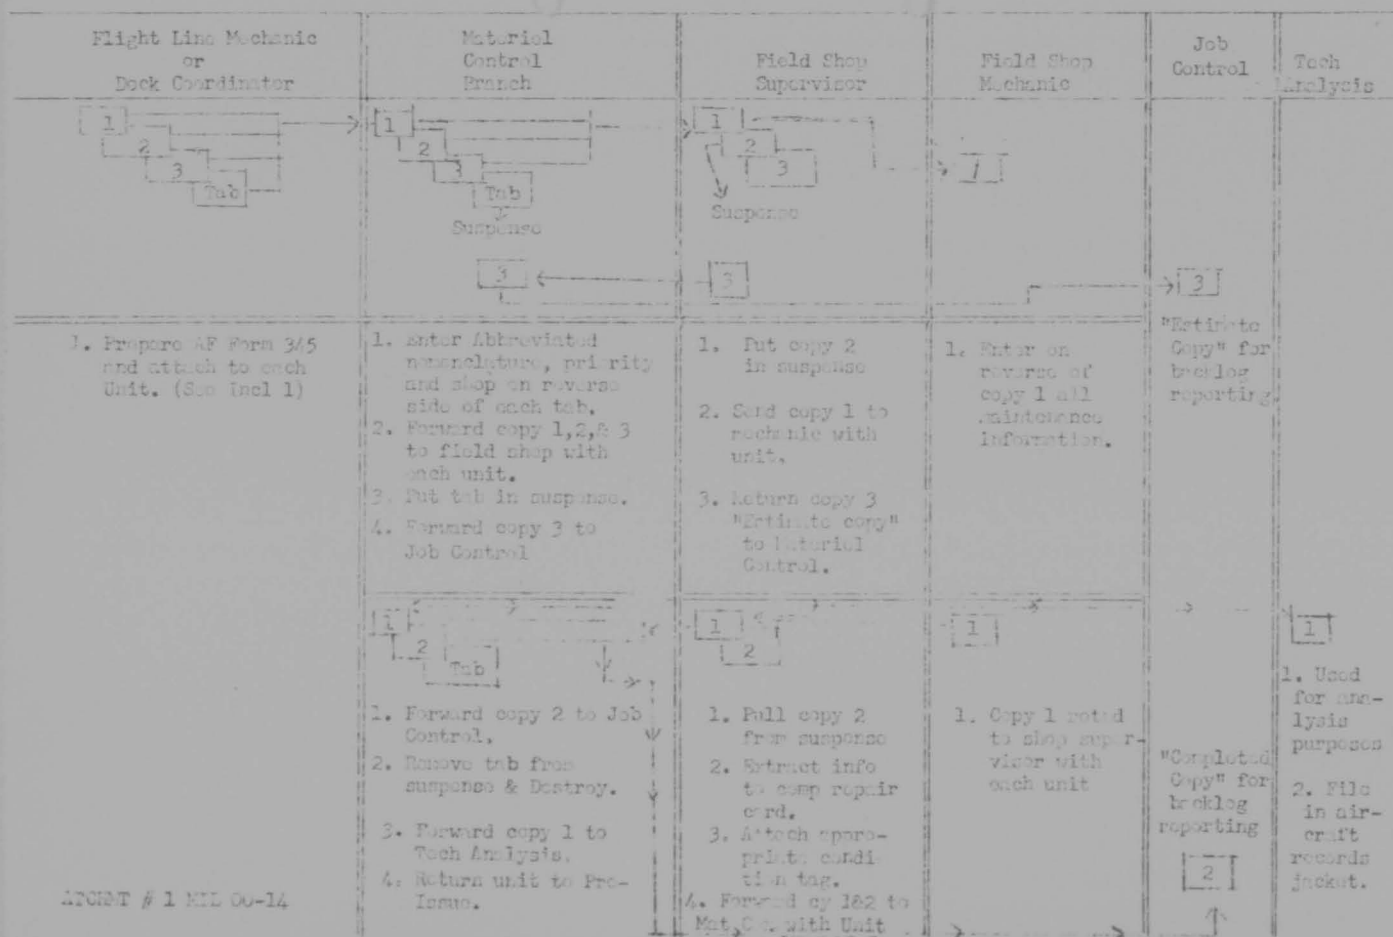 Flight Line Mechanic
or
Dock Coordinator
Materiel
Control
Branch
Field Shop
Supervisor
Field Shop
Mechanic
Job
Control
Tech
Analysis
1
2
3
Tab
1
2
3
Tab
Suspense
1
2
3
Suspense
1
3
3
3
1. Prepare AF Form 345
and attach to each
Unit. (See Incl 1)
1. Enter Abbreviated
nomenclature, priority
and shop on reverse
side of each tab.
2. Forward copy 1,2,& 3
to field shop with
each unit.
3. Put tab in suspense.
4. Forward copy 3 to
Job Control
1. Put copy 2
in suspense
2. Send copy 1 to
mechanic with
unit.
3. Return copy 3
"Estimate copy"
to Materiel
Control.
1. Enter on
reverse of
copy 1 all
maintenance
information.
"Estimate
Copy" for
backlog
reporting
1
2
Tab
1. Forward copy 2 to Job
Control.
2. Remove tab from
suspense & Destroy.
3. Forward copy 1 to
Tech Analysis.
4. Return unit to Pre-
Issue.
1
2
1. Pull copy 2
from suspense
2. Extract info
to comp repair
card.
3. Attach appro-
priate condi
tion tag.
4. Forward cy 1&2 to
Mat. with Unit
1
1. Copy 1
to shop super-
visor with
each unit
"Completed
Copy" for
backlog
reporting
2
1
1. Used
for ana-
lysis
purposes
2. File
in air-
craft
records
jacket.
# 1 MIL 00-14